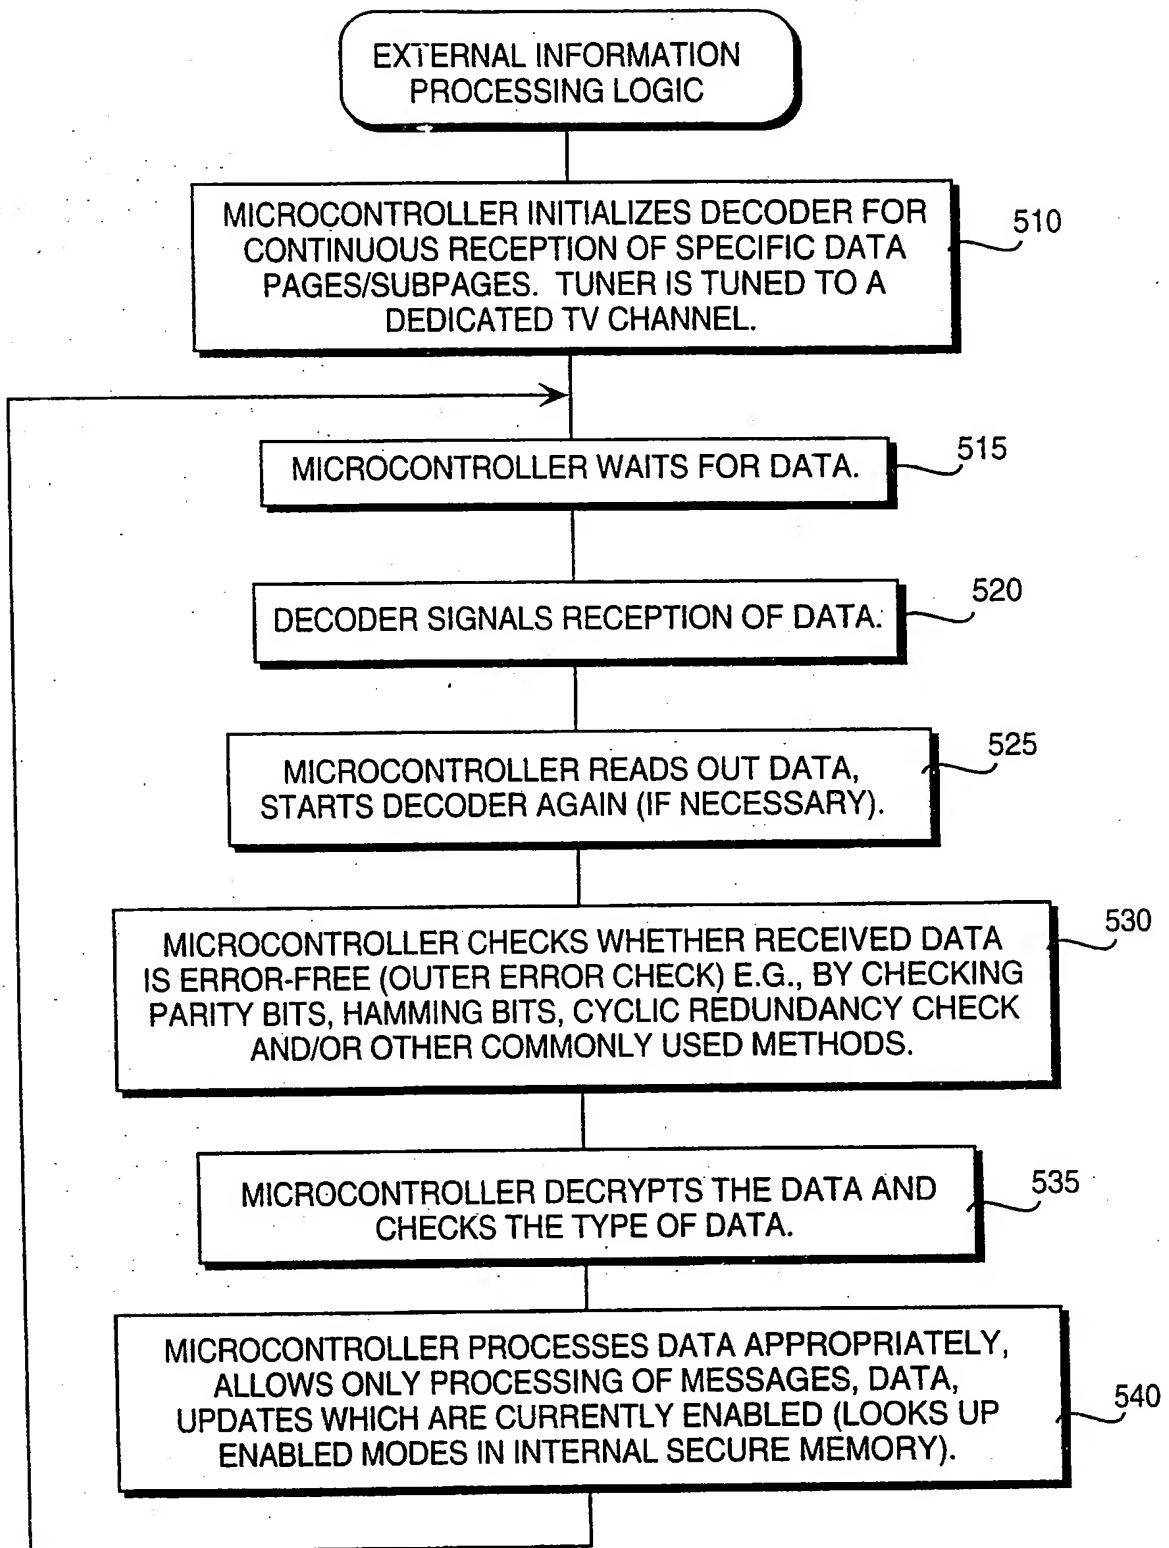 EXTERNAL INFORMATION
PROCESSING LOGIC
MICROCONTROLLER INITIALIZES DECODER FOR
CONTINUOUS RECEPTION OF SPECIFIC DATA
PAGES/SUBPAGES. TUNER IS TUNED TO A
DEDICATED TV CHANNEL.
510
MICROCONTROLLER WAITS FOR DATA.
515
DECODER SIGNALS RECEPTION OF DATA.
520
MICROCONTROLLER READS OUT DATA,
STARTS DECODER AGAIN (IF NECESSARY).
525
MICROCONTROLLER CHECKS WHETHER RECEIVED DATA
IS ERROR-FREE (OUTER ERROR CHECK) E.G., BY CHECKING
PARITY BITS, HAMMING BITS, CYCLIC REDUNDANCY CHECK
AND/OR OTHER COMMONLY USED METHODS.
530
MICROCONTROLLER DECRYPTS THE DATA AND
CHECKS THE TYPE OF DATA.
535
MICROCONTROLLER PROCESSES DATA APPROPRIATELY,
ALLOWS ONLY PROCESSING OF MESSAGES, DATA,
UPDATES WHICH ARE CURRENTLY ENABLED (LOOKS UP
ENABLED MODES IN INTERNAL SECURE MEMORY).
540